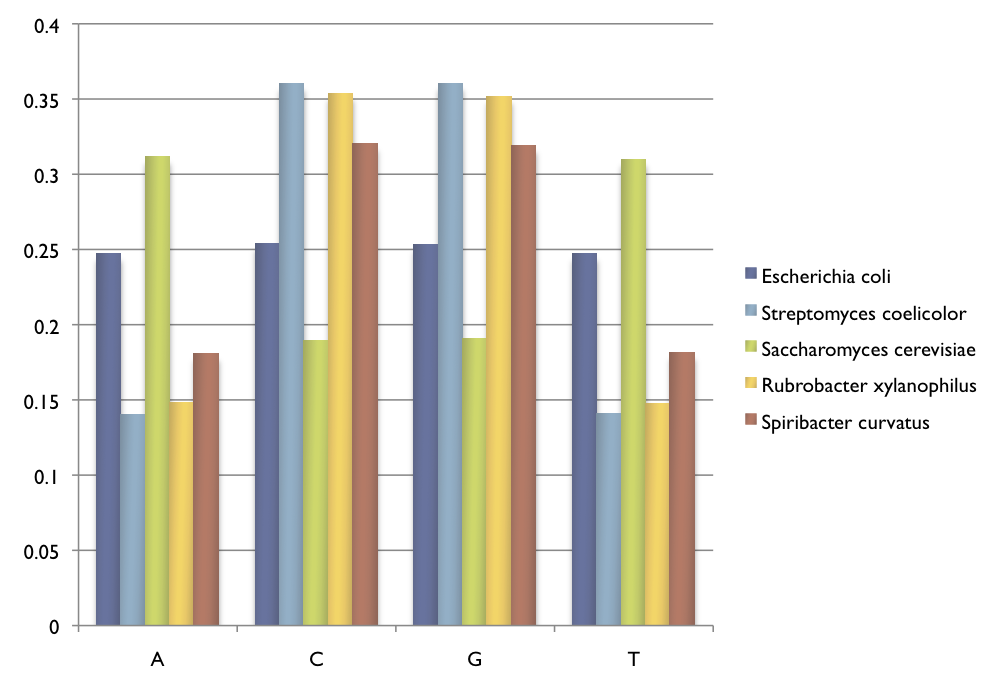 0.4
0.35
0.3
0.25
0.2
0.15
0.1
0.05
0
A C G T
Escherichia coli
Streptomyces coelicolor
Saccharomyces cerevisiae
Rubrobacter xylanophilus
Spiribacter curvatus